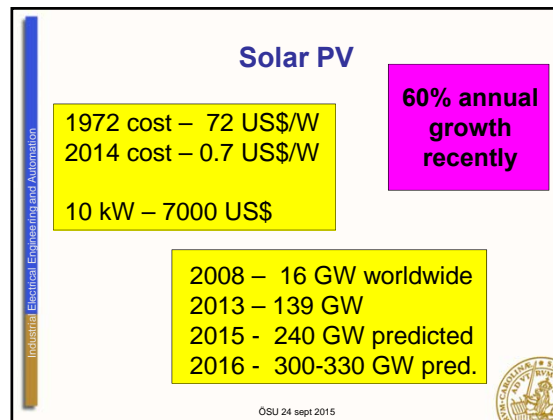 Solar PV
60% annual
growth
recently
1972 cost – 72 US$/W
2014 cost – 0.7 US$/W
10 kW – 7000 US$
2008 – 16 GW worldwide
2013 – 139 GW
2015 - 240 GW predicted
2016 - 300-330 GW pred.
Industrial Electrical Engineering and Automation
ÖSU 24 sept 2015